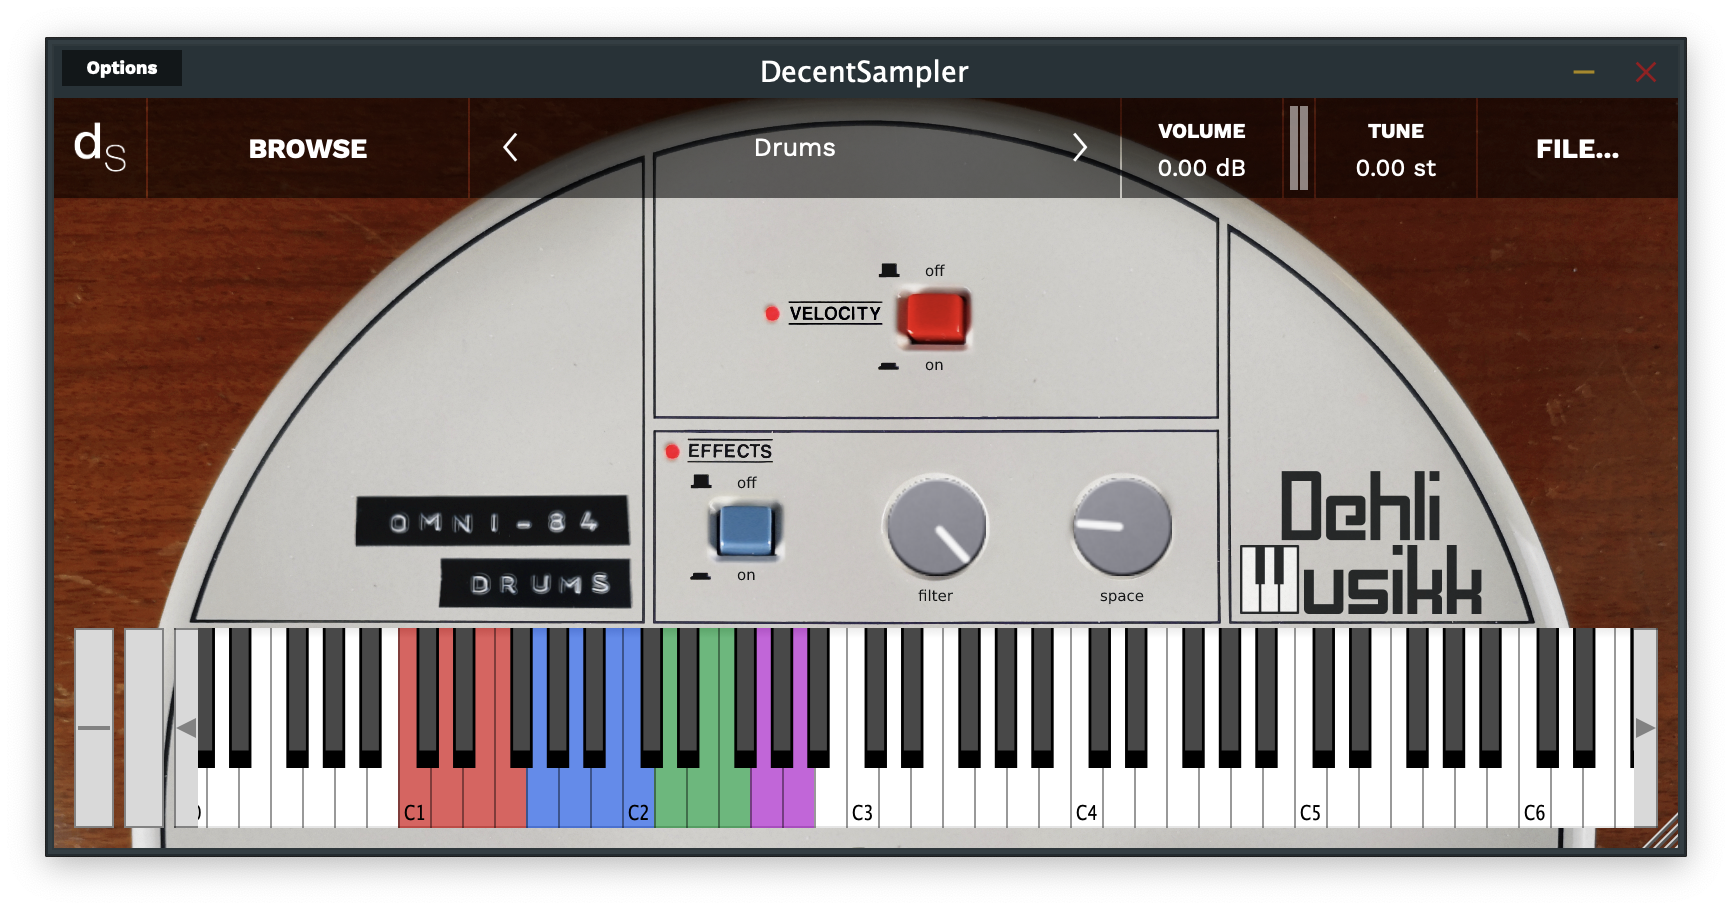 Options
DecentSampler
ds
BROWSE
Drums
VOLUME
0.00 dB
TUNE
0.00 st
FILE...
off
VELOCITY
on
EFFECTS
off
on
filter
space
OMNI-84
DRUMS
Dehli
Musikk
C1
C2
C3
C4
C5
C6